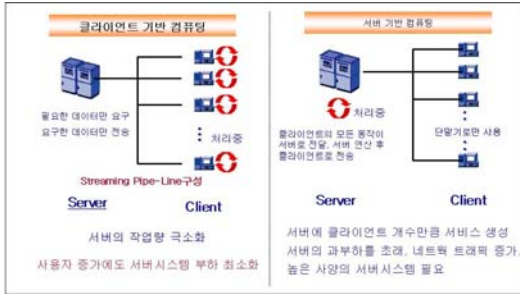 클라이언트 기반 컴퓨팅
필요한 데이터만 요구
요구한 데이터만 전송
처리중
Streaming Pipe-Line구성
Server
Client
서버의 작업량 극소화
사용자 증가에도 서버시스템 부하 최소화
서버 기반 컴퓨팅
처리중
클라이언트의 모든 동작이
서버로 전달, 서버 연산 후
클라이언트로 전송
단말기로만 사용
Server
Client
서버에 클라이언트 개수만큼 서비스 생성
서버의 과부하를 초래, 네트웍 트래픽 증가,
높은 사양의 서버시스템 필요